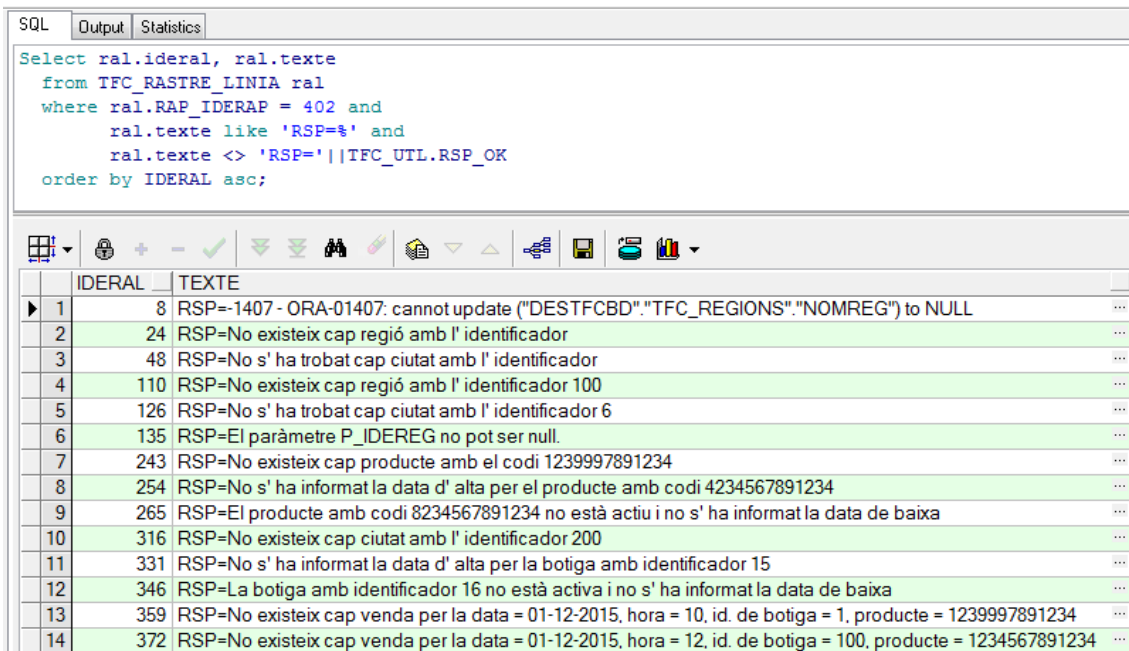 SQL Output Statistics
Select ral.ideral, ral.texte
from TFC_RASTRE_LINIA ral
where ral.RAP_IDERAP = 402 and
ral.texte like 'RSP=%' and
ral.texte <> 'RSP='||TFC_UTL.RSP_OK
order by IDERAL asc;
IDERAL TEXTE
1 8 RSP=-1407 - ORA-01407: cannot update ("DESTFCBD"."TFC_REGIONS"."NOMREG") to NULL ...
2 24 RSP=No existeix cap regió amb l' identificador ...
3 48 RSP=No s' ha trobat cap ciutat amb l' identificador ...
4 110 RSP=No existeix cap regió amb l' identificador 100 ...
5 126 RSP=No s' ha trobat cap ciutat amb l' identificador 6 ...
6 135 RSP=El paràmetre P_IDEREG no pot ser null. ...
7 243 RSP=No existeix cap producte amb el codi 1239997891234 ...
8 254 RSP=No s' ha informat la data d' alta per el producte amb codi 4234567891234 ...
9 265 RSP=El producte amb codi 8234567891234 no està actiu i no s' ha informat la data de baixa ...
10 316 RSP=No existeix cap ciutat amb l' identificador 200 ...
11 331 RSP=No s' ha informat la data d' alta per la botiga amb identificador 15 ...
12 346 RSP=La botiga amb identificador 16 no està activa i no s' ha informat la data de baixa ...
13 359 RSP=No existeix cap venda per la data = 01-12-2015, hora = 10, id. de botiga = 1, producte = 1239997891234 ...
14 372 RSP=No existeix cap venda per la data = 01-12-2015, hora = 12, id. de botiga = 100, producte = 1234567891234 ...